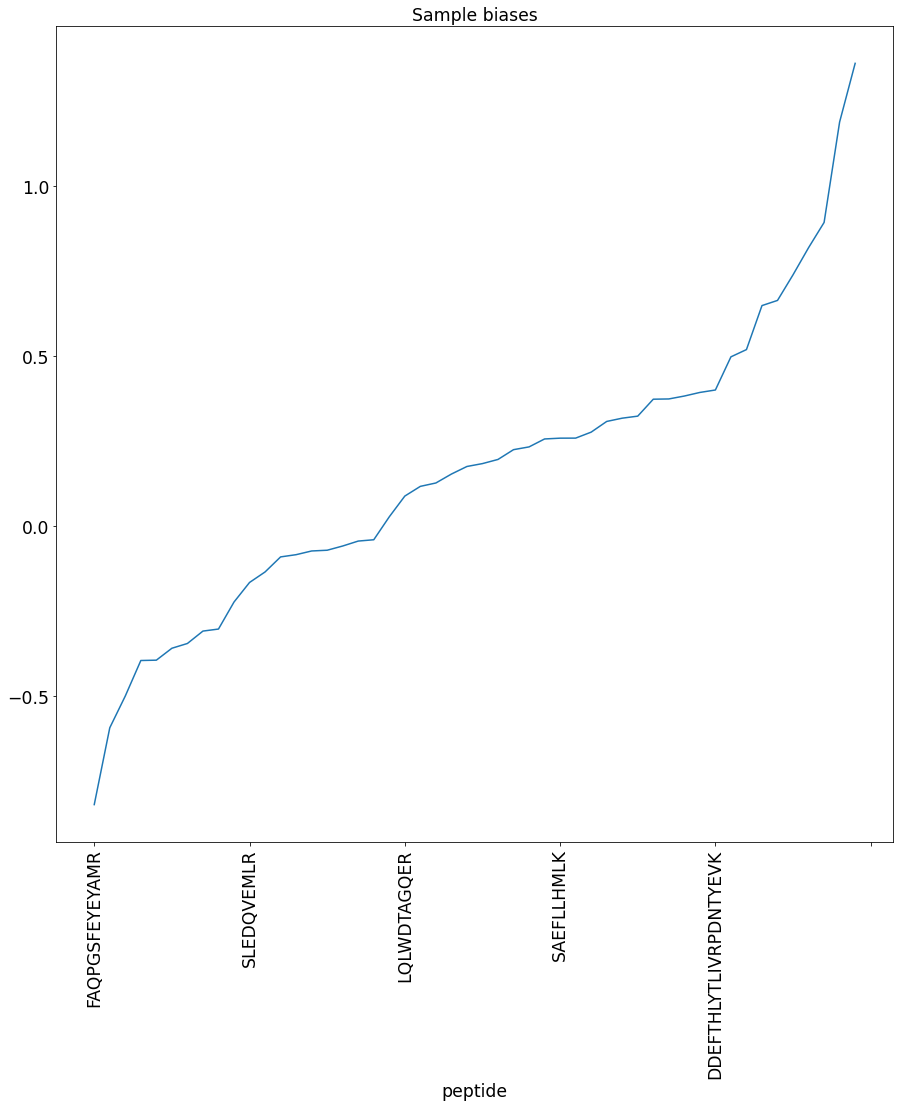 Sample biases
1.0
0.5
0.0
−0.5
FAQPGSFEYEYAMR
SLEDQVEMLR
LQLWDTAGQER
SAEFLLHMLK
DDEFTHLYTLIVRPDNTYEVK
peptide